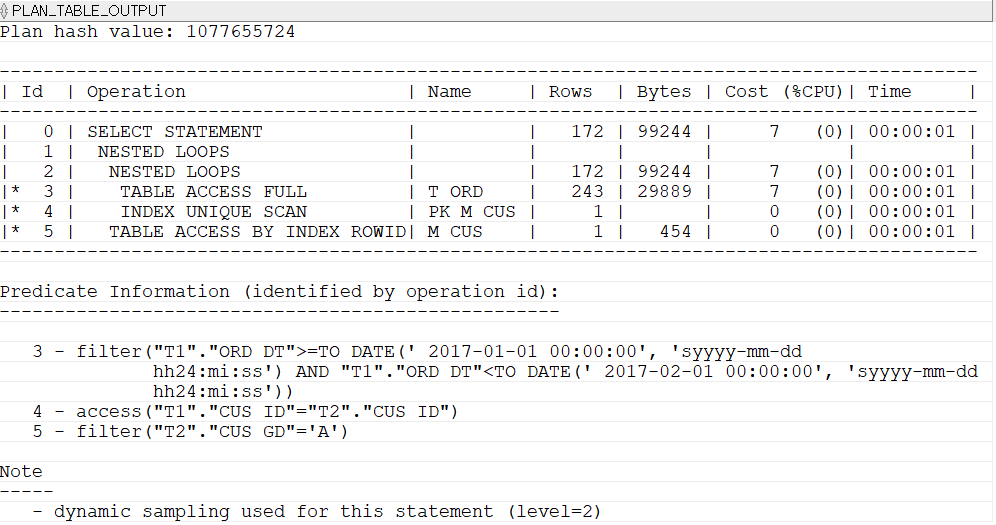 PLAN_TABLE_OUTPUT
Plan hash value: 1077655724
-----------------------------------------------------------------------------------------
| Id  | Operation                    | Name     | Rows  | Bytes | Cost (%CPU)| Time     |
-----------------------------------------------------------------------------------------
|   0 | SELECT STATEMENT             |          |   172 | 99244 |     7   (0)| 00:00:01 |
|   1 |  NESTED LOOPS                |          |       |       |            |          |
|   2 |   NESTED LOOPS               |          |   172 | 99244 |     7   (0)| 00:00:01 |
|*  3 |    TABLE ACCESS FULL         | T ORD    |   243 | 29889 |     7   (0)| 00:00:01 |
|*  4 |    INDEX UNIQUE SCAN         | PK M CUS |     1 |       |     0   (0)| 00:00:01 |
|*  5 |   TABLE ACCESS BY INDEX ROWID| M CUS    |     1 |   454 |     0   (0)| 00:00:01 |
-----------------------------------------------------------------------------------------
Predicate Information (identified by operation id):
---------------------------------------------------
3 - filter("T1"."ORD DT">=TO DATE(' 2017-01-01 00:00:00', 'syyyy-mm-dd
hh24:mi:ss') AND "T1"."ORD DT"<TO DATE(' 2017-02-01 00:00:00', 'syyyy-mm-dd
hh24:mi:ss'))
4 - access("T1"."CUS ID"="T2"."CUS ID")
5 - filter("T2"."CUS GD"='A')
Note
-----
- dynamic sampling used for this statement (level=2)